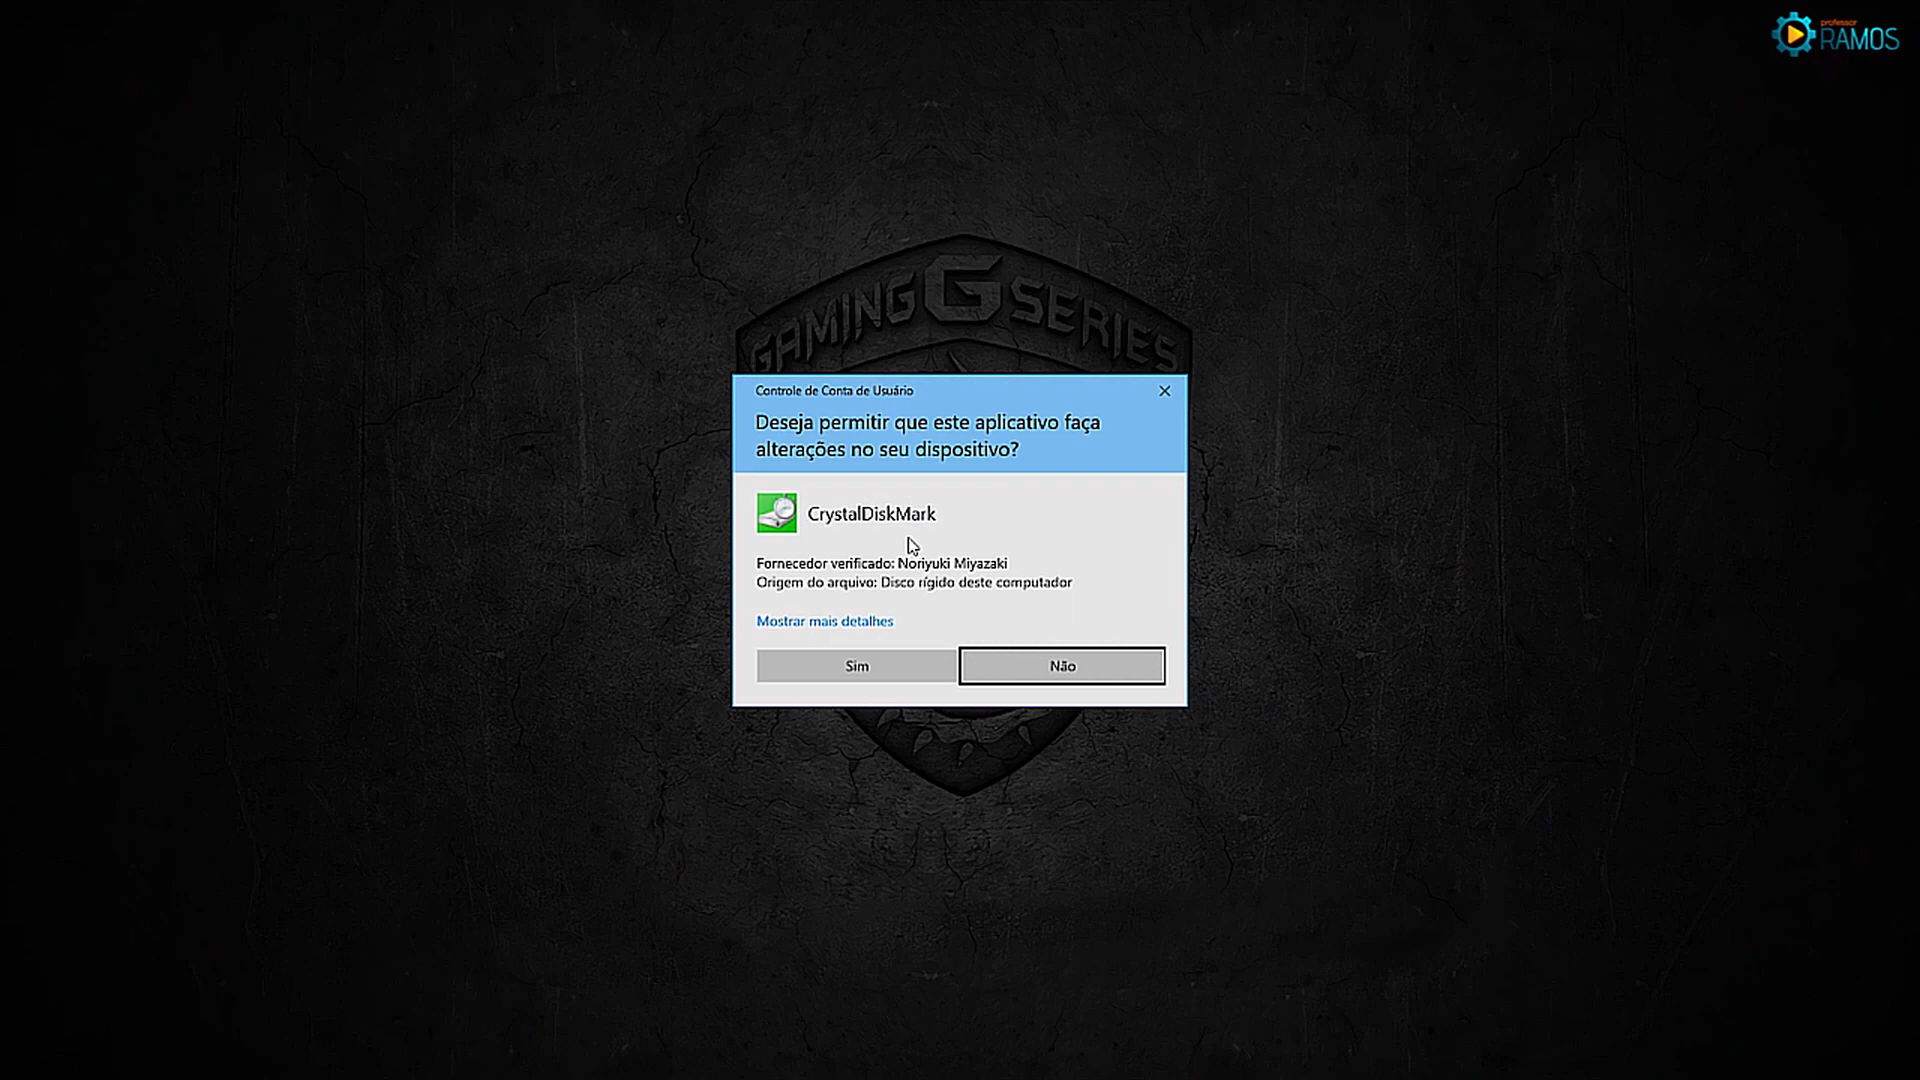 professor
RAMOS
GAMING G SERIES
Controle de Conta de Usuário
Deseja permitir que este aplicativo faça
alterações no seu dispositivo?
CrystalDiskMark
Fornecedor verificado: Noriyuki Miyazaki
Origem do arquivo: Disco rígido deste computador
Mostrar mais detalhes
Sim
Não